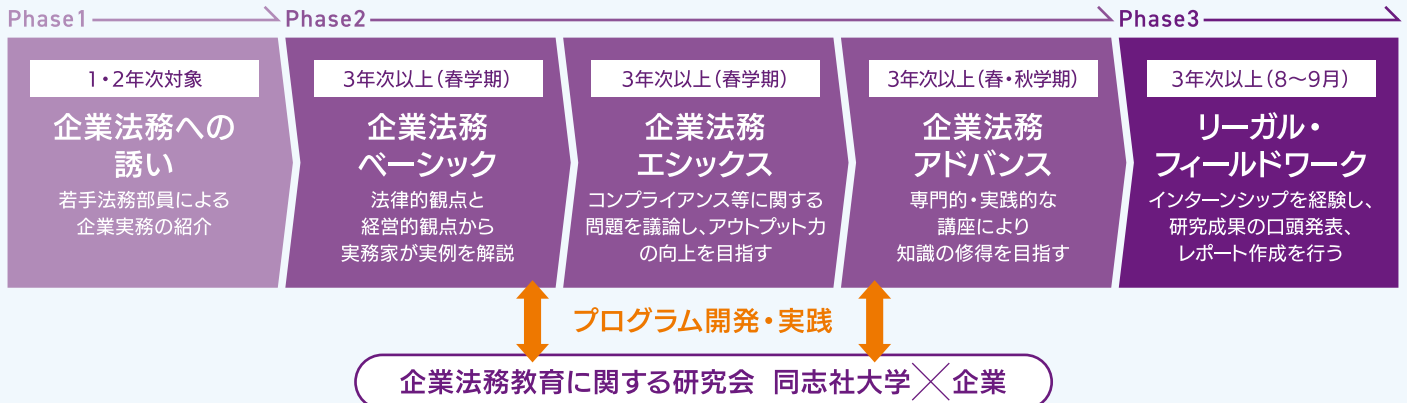 Phase1
Phase2
Phase3
1・2年次対象
企業法務への
誘い
若手法務部員による
企業実務の紹介
3年次以上（春学期）
企業法務
ベーシック
法律的観点と
経営的観点から
実務家が実例を解説
3年次以上（春学期）
企業法務
エシックス
コンプライアンス等に関する
問題を議論し、アウトプット力
の向上を目指す
3年次以上（春・秋学期）
企業法務
アドバンス
専門的・実践的な
講座により
知識の修得を目指す
3年次以上（8〜9月）
リーガル・
フィールドワーク
インターンシップを経験し、
研究成果の口頭発表、
レポート作成を行う
プログラム開発・実践
企業法務教育に関する研究会 同志社大学×企業